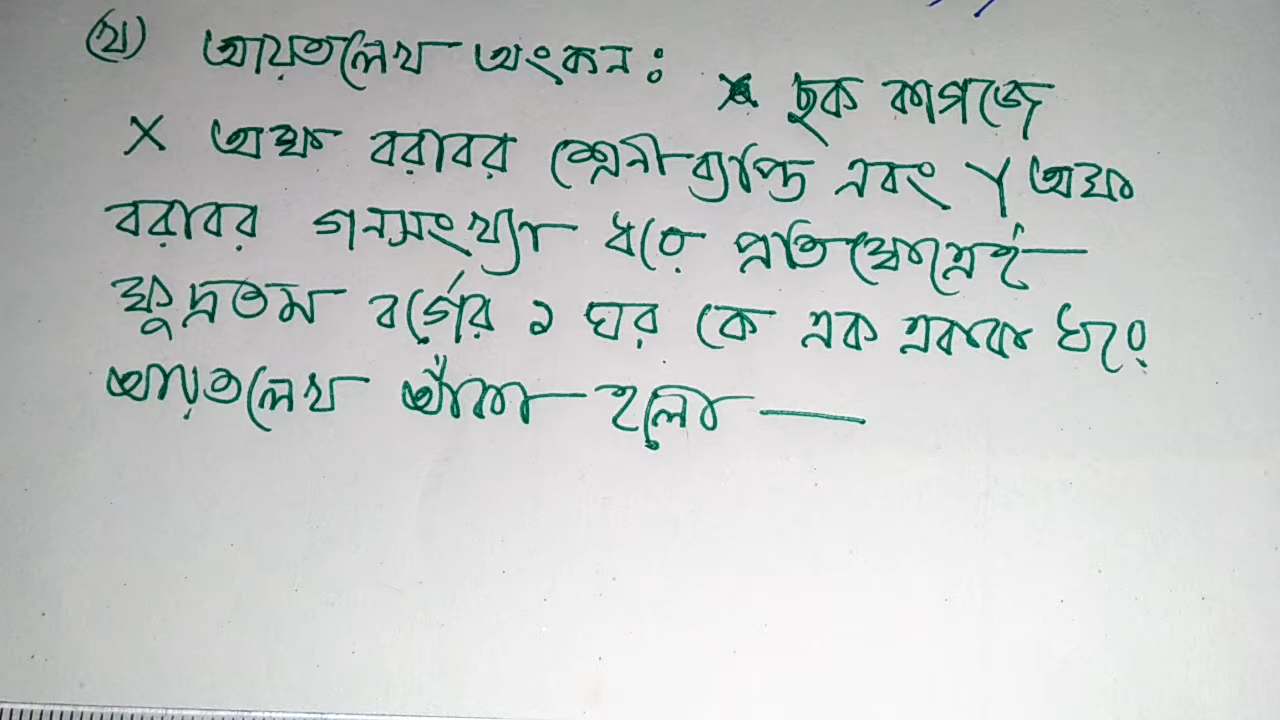 (খ) আয়তলেখ অংকন : ছক কাগজে
X অক্ষ বরাবর শ্রেনীব্যাপ্তি এবং Y অক্ষ
বরাবর গনসংখ্যা ধরে প্রতিক্ষেত্রেই
ক্ষুদ্রতম বর্গের ১ ঘর কে এক একক ধরে
আয়তলেখ আঁকা হলো —